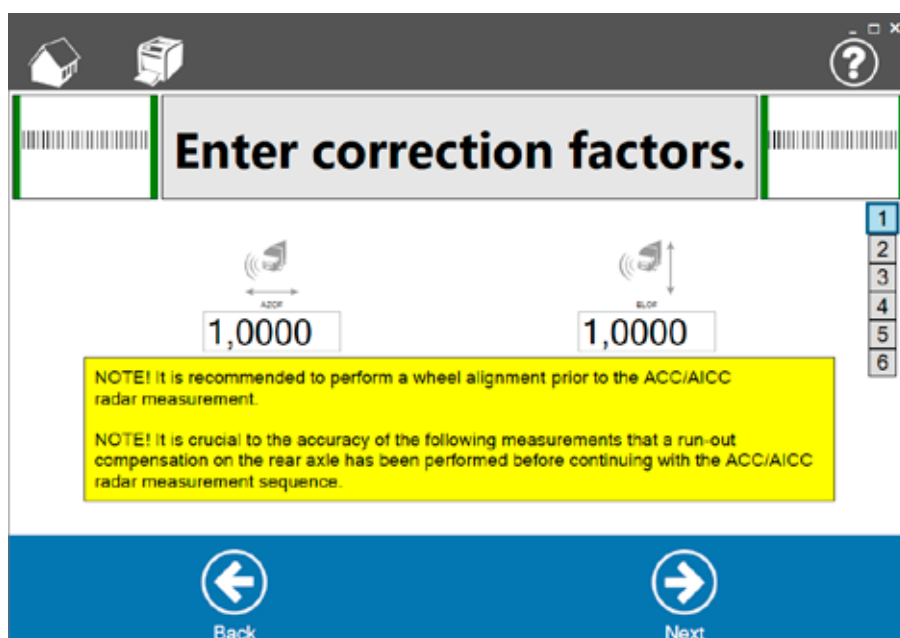 Enter correction factors.
1
2
3
4
5
6
AZOF
ELOF
1,0000
1,0000
NOTE! It is recommended to perform a wheel alignment prior to the ACC/AICC
radar measurement.
NOTE! It is crucial to the accuracy of the following measurements that a run-out
compensation on the rear axle has been performed before continuing with the ACC/AICC
radar measurement sequence.
Back
Next